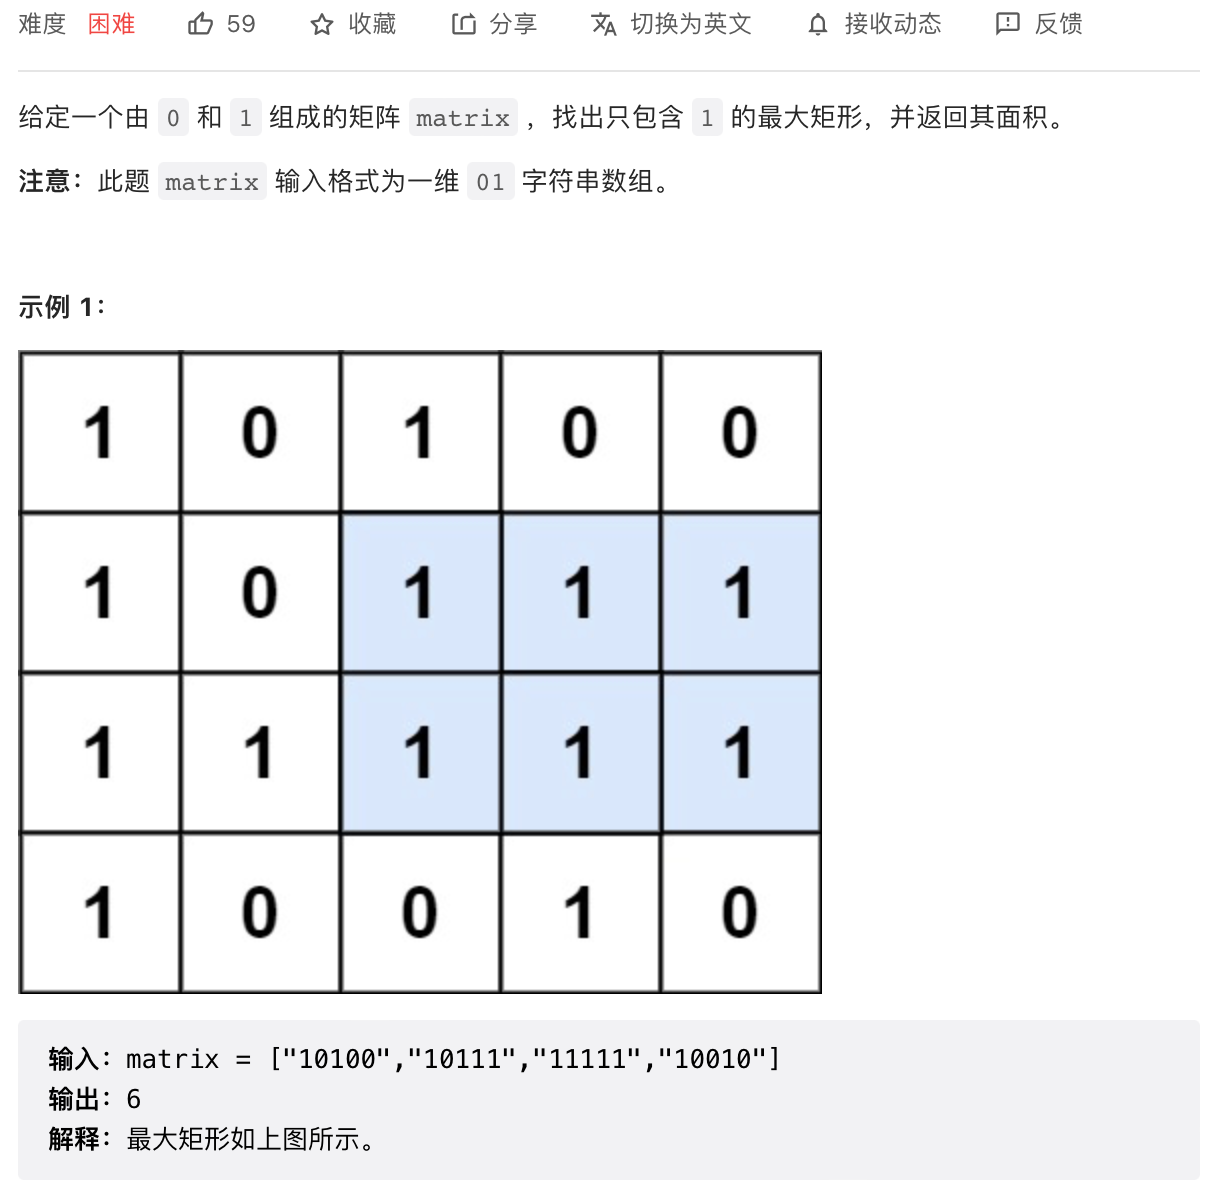 难度 困难 59 收藏 分享 切换为英文 接收动态 反馈
给定一个由 0 和 1 组成的矩阵 matrix ，找出只包含 1 的最大矩形，并返回其面积。
注意：此题 matrix 输入格式为一维 01 字符串数组。
示例 1：
1 0 1 0 0
1 0 1 1 1
1 1 1 1 1
1 0 0 1 0
输入：matrix = ["10100","10111","11111","10010"]
输出：6
解释：最大矩形如上图所示。